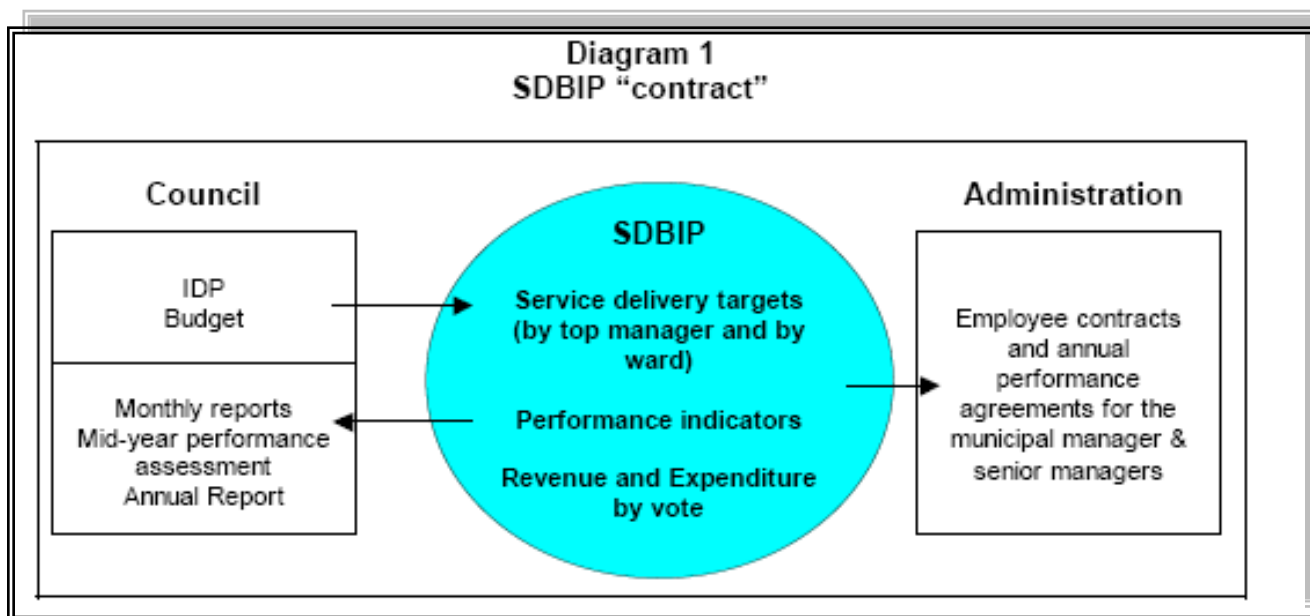 Diagram 1
SDBIP “contract”
Council
IDP
Budget
Monthly reports
Mid-year performance
assessment
Annual Report
SDBIP
Service delivery targets
(by top manager and by
ward)
Performance indicators
Revenue and Expenditure
by vote
Administration
Employee contracts
and annual
performance
agreements for the
municipal manager &
senior managers